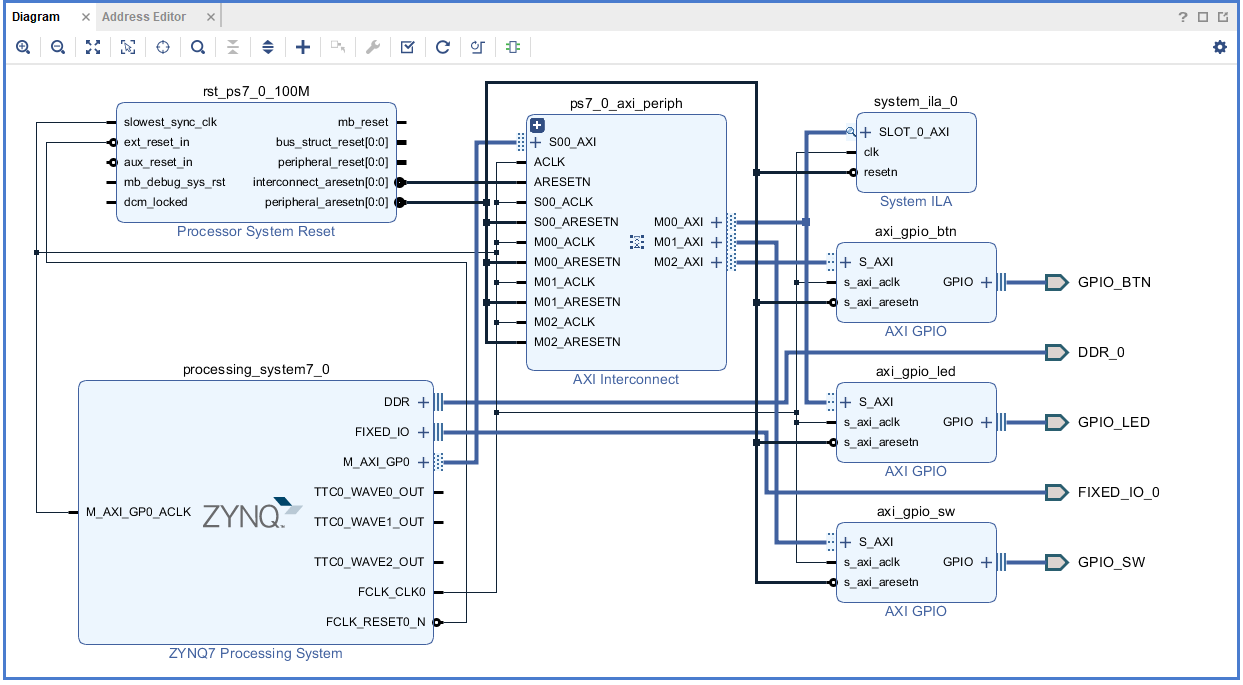 Diagram × Address Editor ×
?
rst_ps7_0_100M
slowest_sync_clk mb_reset
ext_reset_in bus_struct_reset[0:0]
aux_reset_in peripheral_reset[0:0]
mb_debug_sys_rst interconnect_aresetn[0:0]
dcm_locked peripheral_aresetn[0:0]
Processor System Reset
ps7_0_axi_periph
S00_AXI
ACLK
ARESETN
S00_ACLK
S00_ARESETN M00_AXI
M00_ACLK M01_AXI
M00_ARESETN M02_AXI
M01_ACLK
M01_ARESETN
M02_ACLK
M02_ARESETN
AXI Interconnect
system_ila_0
SLOT_0_AXI
clk
resetn
System ILA
axi_gpio_btn
S_AXI
s_axi_aclk GPIO
s_axi_aresetn
AXI GPIO
GPIO_BTN
DDR_0
axi_gpio_led
S_AXI
s_axi_aclk GPIO
s_axi_aresetn
AXI GPIO
GPIO_LED
FIXED_IO_0
axi_gpio_sw
S_AXI
s_axi_aclk GPIO
s_axi_aresetn
AXI GPIO
GPIO_SW
processing_system7_0
DDR
FIXED_IO
M_AXI_GP0
TTC0_WAVE0_OUT
M_AXI_GP0_ACLK ZYNQ
TTC0_WAVE1_OUT
TTC0_WAVE2_OUT
FCLK_CLK0
FCLK_RESET0_N
ZYNQ7 Processing System